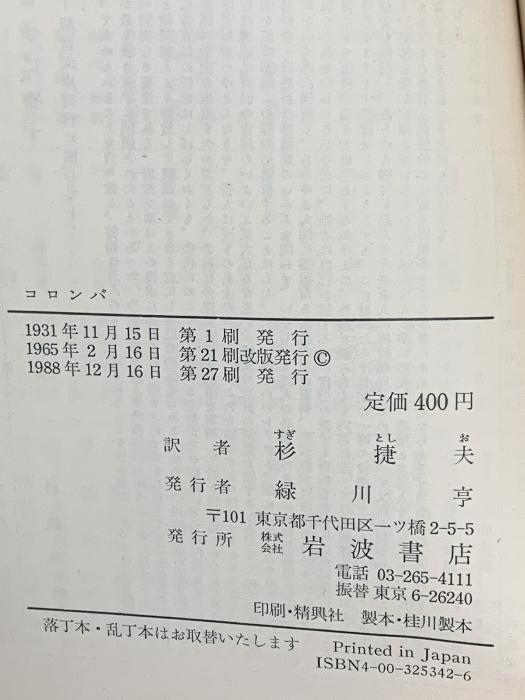 コロンバ
1931年11月15日 第1刷発行
1965年2月16日 第21刷改版発行©
1988年12月16日 第27刷発行
定価400円
訳者 杉捷夫
すぎ とし お
発行者 緑川亨
〒101 東京都千代田区一ツ橋2-5-5
発行所 株式会社 岩波書店
電話 03-265-4111
振替 東京6-26240
印刷・精興社 製本・桂川製本
落丁本・乱丁本はお取替いたします
Printed in Japan
ISBN4-00-325342-6